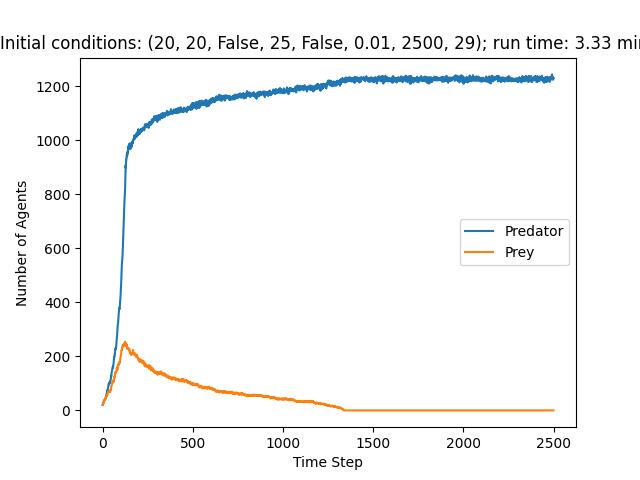 Initial conditions: (20, 20, False, 25, False, 0.01, 2500, 29); run time: 3.33
1200
1000
800
600
400
200
0
Number of Agents
Predator
Prey
0 500 1000 1500 2000 2500
Time Step